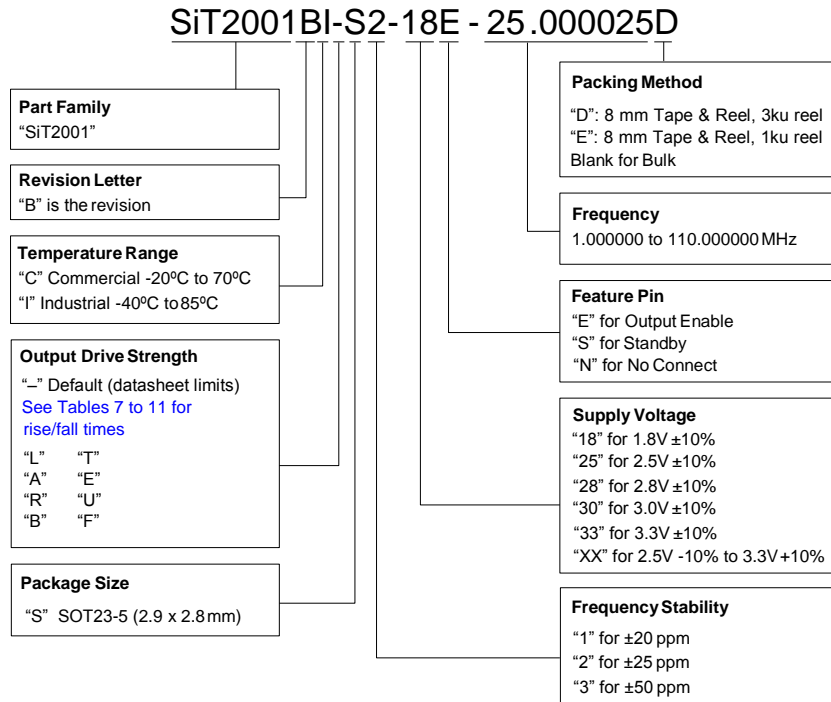 SiT2001BI-S2-18E - 25.000025D
Part Family
“SiT2001”
Revision Letter
“B” is the revision
Temperature Range
“C” Commercial -20ºC to 70ºC
“I” Industrial -40ºC to 85ºC
Output Drive Strength
“–” Default (datasheet limits)
See Tables 7 to 11 for
rise/fall times
“L” “T”
“A” “E”
“R” “U”
“B” “F”
Package Size
“S” SOT23-5 (2.9 x 2.8 mm)
Packing Method
“D”: 8 mm Tape & Reel, 3ku reel
“E”: 8 mm Tape & Reel, 1ku reel
Blank for Bulk
Frequency
1.000000 to 110.000000 MHz
Feature Pin
“E” for Output Enable
“S” for Standby
“N” for No Connect
Supply Voltage
“18” for 1.8V ±10%
“25” for 2.5V ±10%
“28” for 2.8V ±10%
“30” for 3.0V ±10%
“33” for 3.3V ±10%
“XX” for 2.5V -10% to 3.3V +10%
Frequency Stability
“1” for ±20 ppm
“2” for ±25 ppm
“3” for ±50 ppm